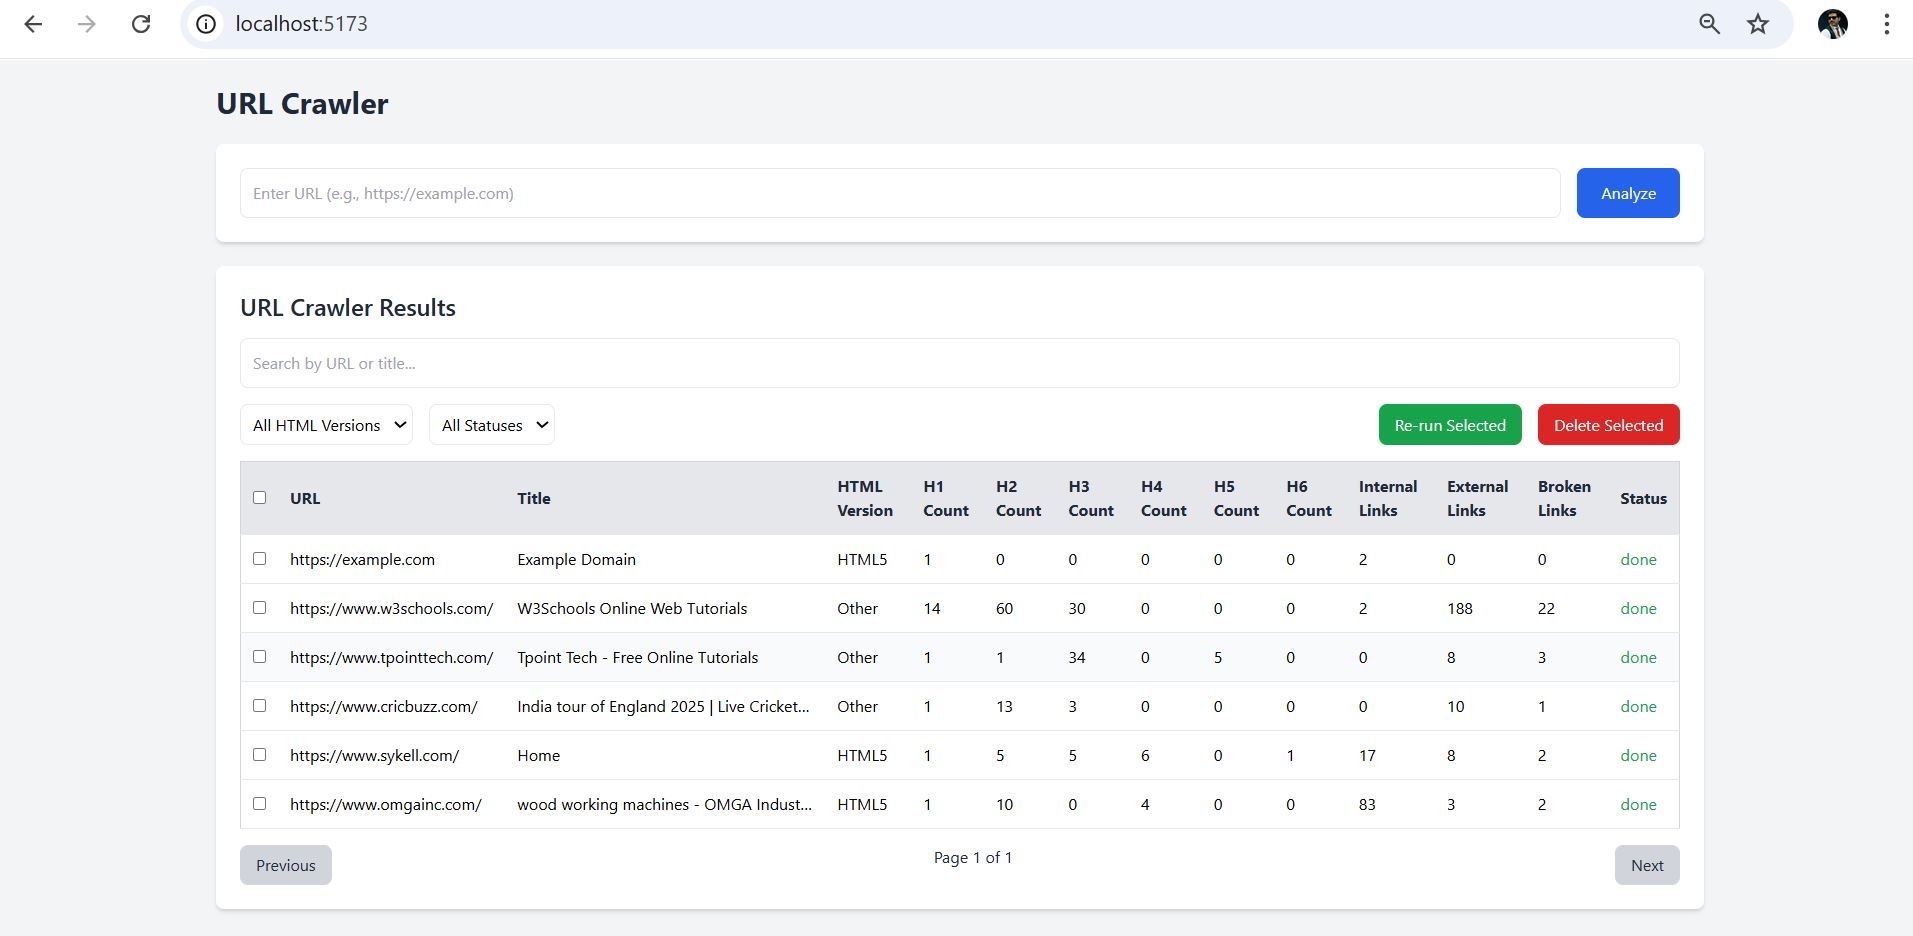 localhost:5173
URL Crawler
Enter URL (e.g., https://example.com)
Analyze
URL Crawler Results
Search by URL or title...
All HTML Versions All Statuses Re-run Selected Delete Selected
URL Title HTML Version H1 Count H2 Count H3 Count H4 Count H5 Count H6 Count Internal Links External Links Broken Links Status
https://example.com Example Domain HTML5 1 0 0 0 0 0 2 0 0 done
https://www.w3schools.com/ W3Schools Online Web Tutorials Other 14 60 30 0 0 0 2 188 22 done
https://www.tpointtech.com/ Tpoint Tech - Free Online Tutorials Other 1 1 34 0 5 0 0 8 3 done
https://www.cricbuzz.com/ India tour of England 2025 | Live Cricket... Other 1 13 3 0 0 0 0 10 1 done
https://www.sykell.com/ Home HTML5 1 5 5 6 0 1 17 8 2 done
https://www.omgainc.com/ wood working machines - OMGA Indust... HTML5 1 10 0 4 0 0 83 3 2 done
Previous Page 1 of 1 Next